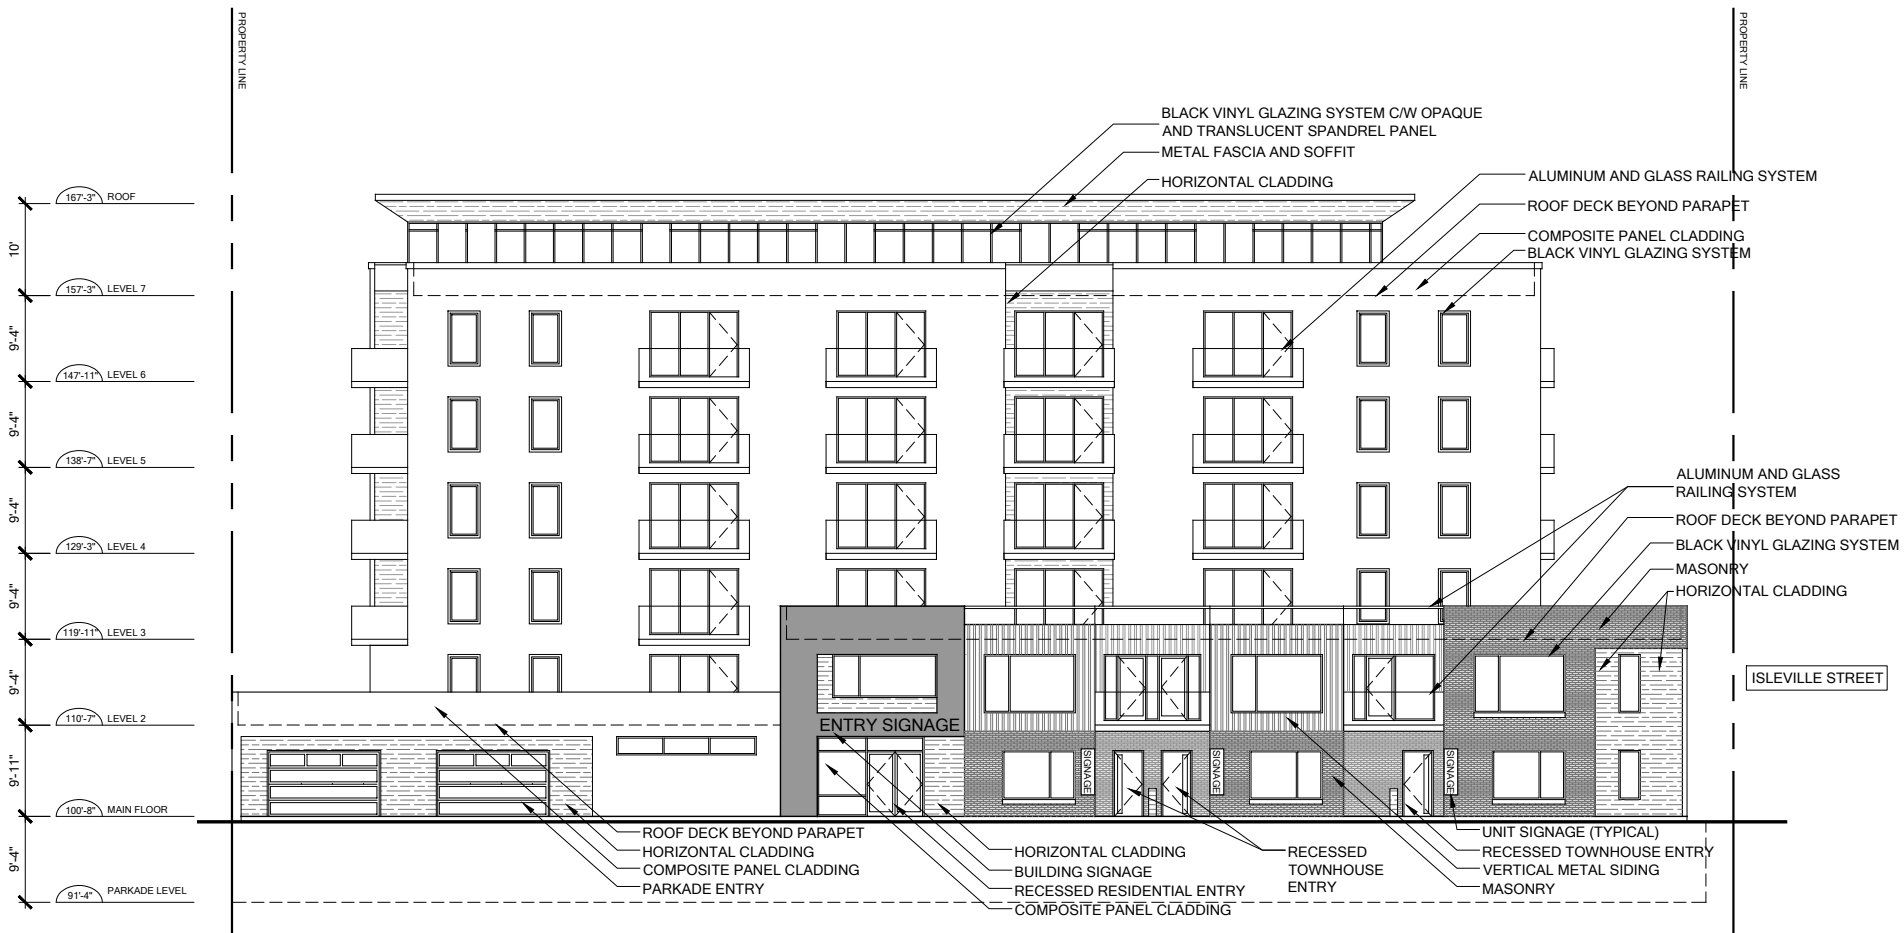 PROPERTY LINE
PROPERTY LINE
BLACK VINYL GLAZING SYSTEM C/W OPAQUE
AND TRANSLUCENT SPANDREL PANEL
METAL FASCIA AND SOFFIT
HORIZONTAL CLADDING
ALUMINUM AND GLASS RAILING SYSTEM
ROOF DECK BEYOND PARAPET
COMPOSITE PANEL CLADDING
BLACK VINYL GLAZING SYSTEM
167'-3" ROOF
10'
157'-3" LEVEL 7
9'-4"
147'-11" LEVEL 6
9'-4"
138'-7" LEVEL 5
9'-4"
129'-3" LEVEL 4
9'-4"
119'-11" LEVEL 3
9'-4"
110'-7" LEVEL 2
9'-11"
100'-8" MAIN FLOOR
9'-4"
91'-4" PARKADE LEVEL
ALUMINUM AND GLASS
RAILING SYSTEM
ROOF DECK BEYOND PARAPET
BLACK VINYL GLAZING SYSTEM
MASONRY
HORIZONTAL CLADDING
ISLEVILLE STREET
ENTRY SIGNAGE
SIGNAGE
SIGNAGE
SIGNAGE
ROOF DECK BEYOND PARAPET
HORIZONTAL CLADDING
COMPOSITE PANEL CLADDING
PARKADE ENTRY
HORIZONTAL CLADDING
BUILDING SIGNAGE
RECESSED RESIDENTIAL ENTRY
COMPOSITE PANEL CLADDING
RECESSED
TOWNHOUSE
ENTRY
UNIT SIGNAGE (TYPICAL)
RECESSED TOWNHOUSE ENTRY
VERTICAL METAL SIDING
MASONRY